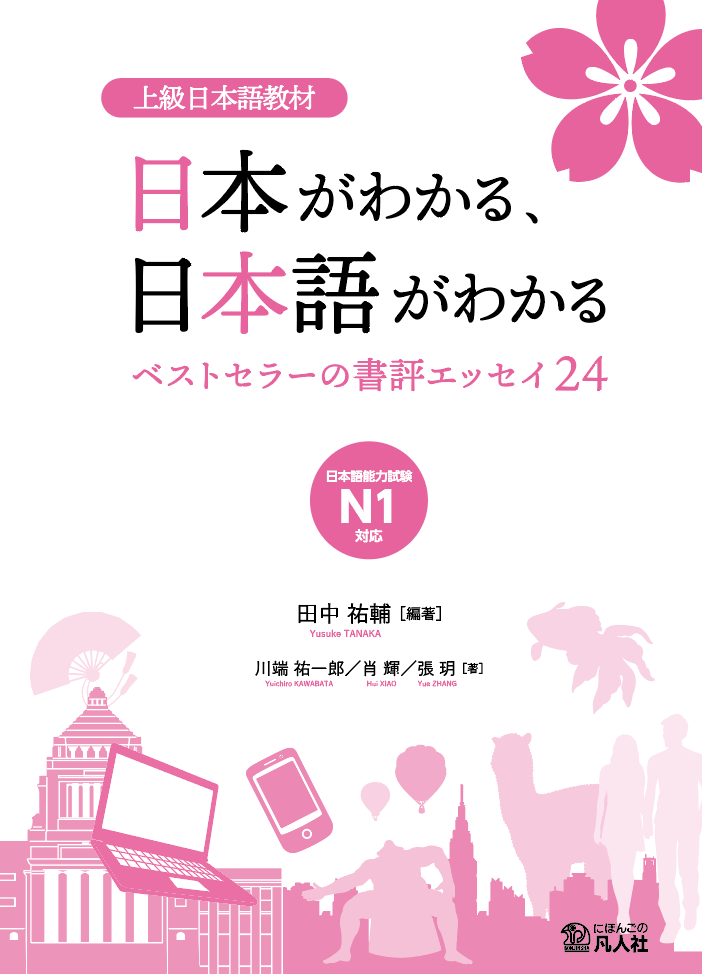 上級日本語教材
日本がわかる、
日本語がわかる
ベストセラーの書評エッセイ24
日本語能力試験
N1
対応
田中 祐輔［編著］
Yusuke TANAKA
川端 祐一郎／肖 輝／張 玥［著］
Yuichiro KAWABATA Hui XIAO Yue ZHANG
にほんごの
凡人社